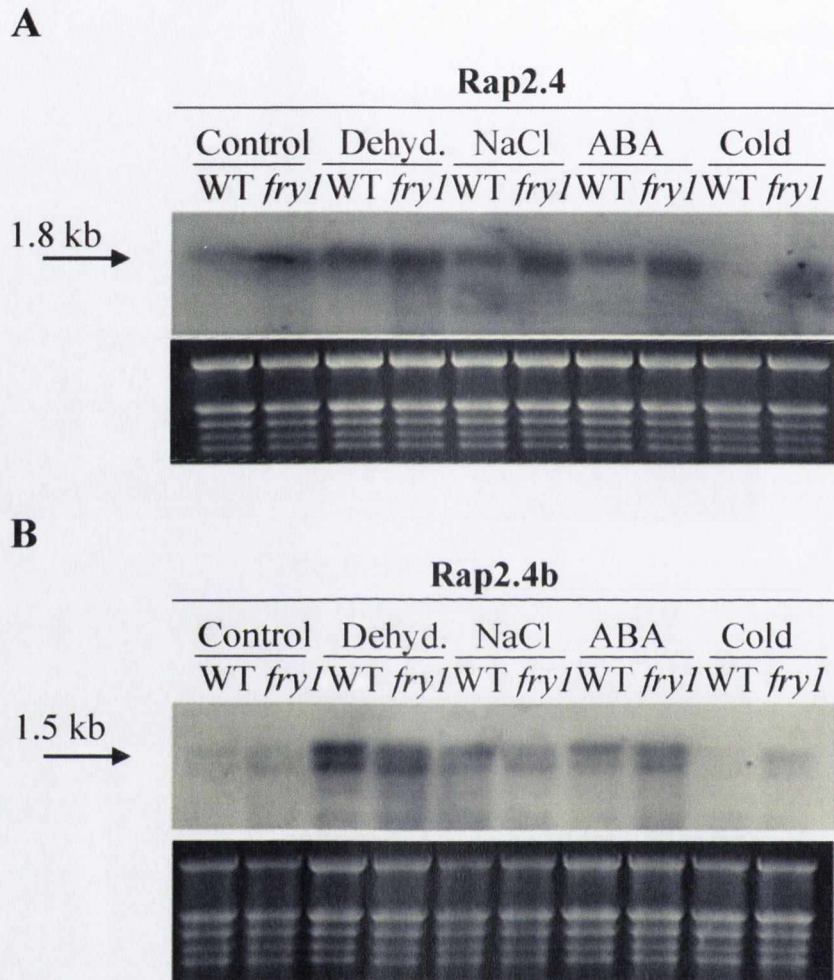 A
Rap2.4
Control Dehyd. NaCl ABA Cold
WT fry1 WT fry1 WT fry1 WT fry1 WT fry1
1.8 kb
B
Rap2.4b
Control Dehyd. NaCl ABA Cold
WT fry1 WT fry1 WT fry1 WT fry1 WT fry1
1.5 kb